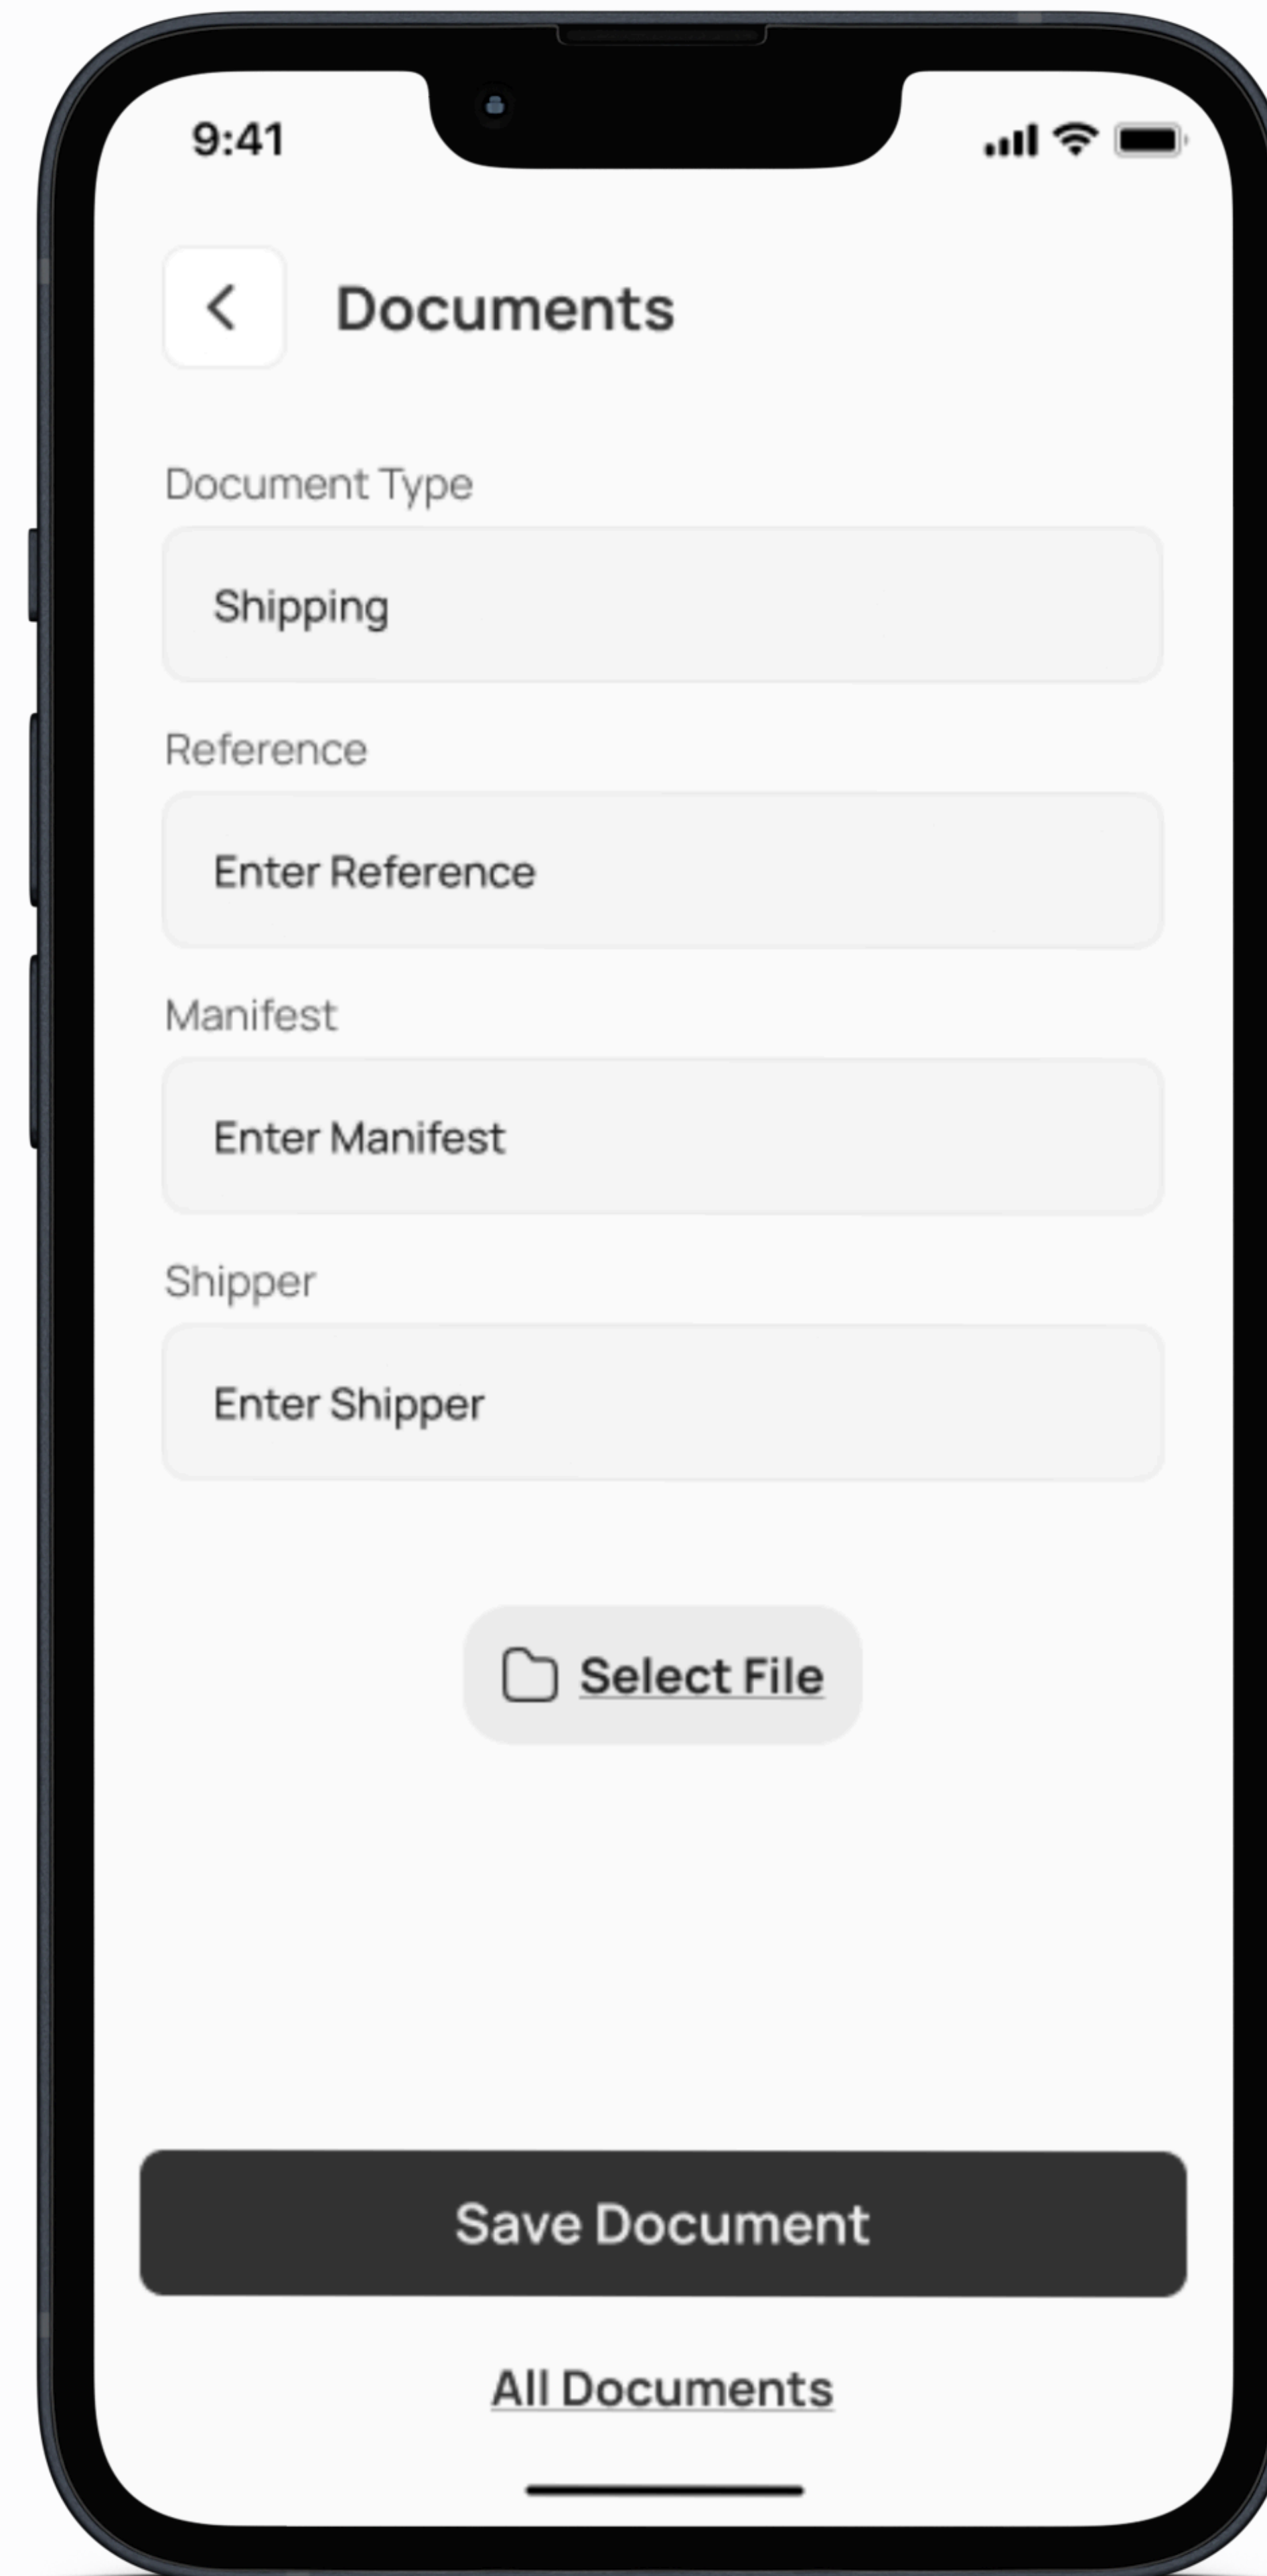 9:41
Documents
Document Type
Shipping
Reference
Enter Reference
Manifest
Enter Manifest
Shipper
Enter Shipper
Select File
Save Document
All Documents